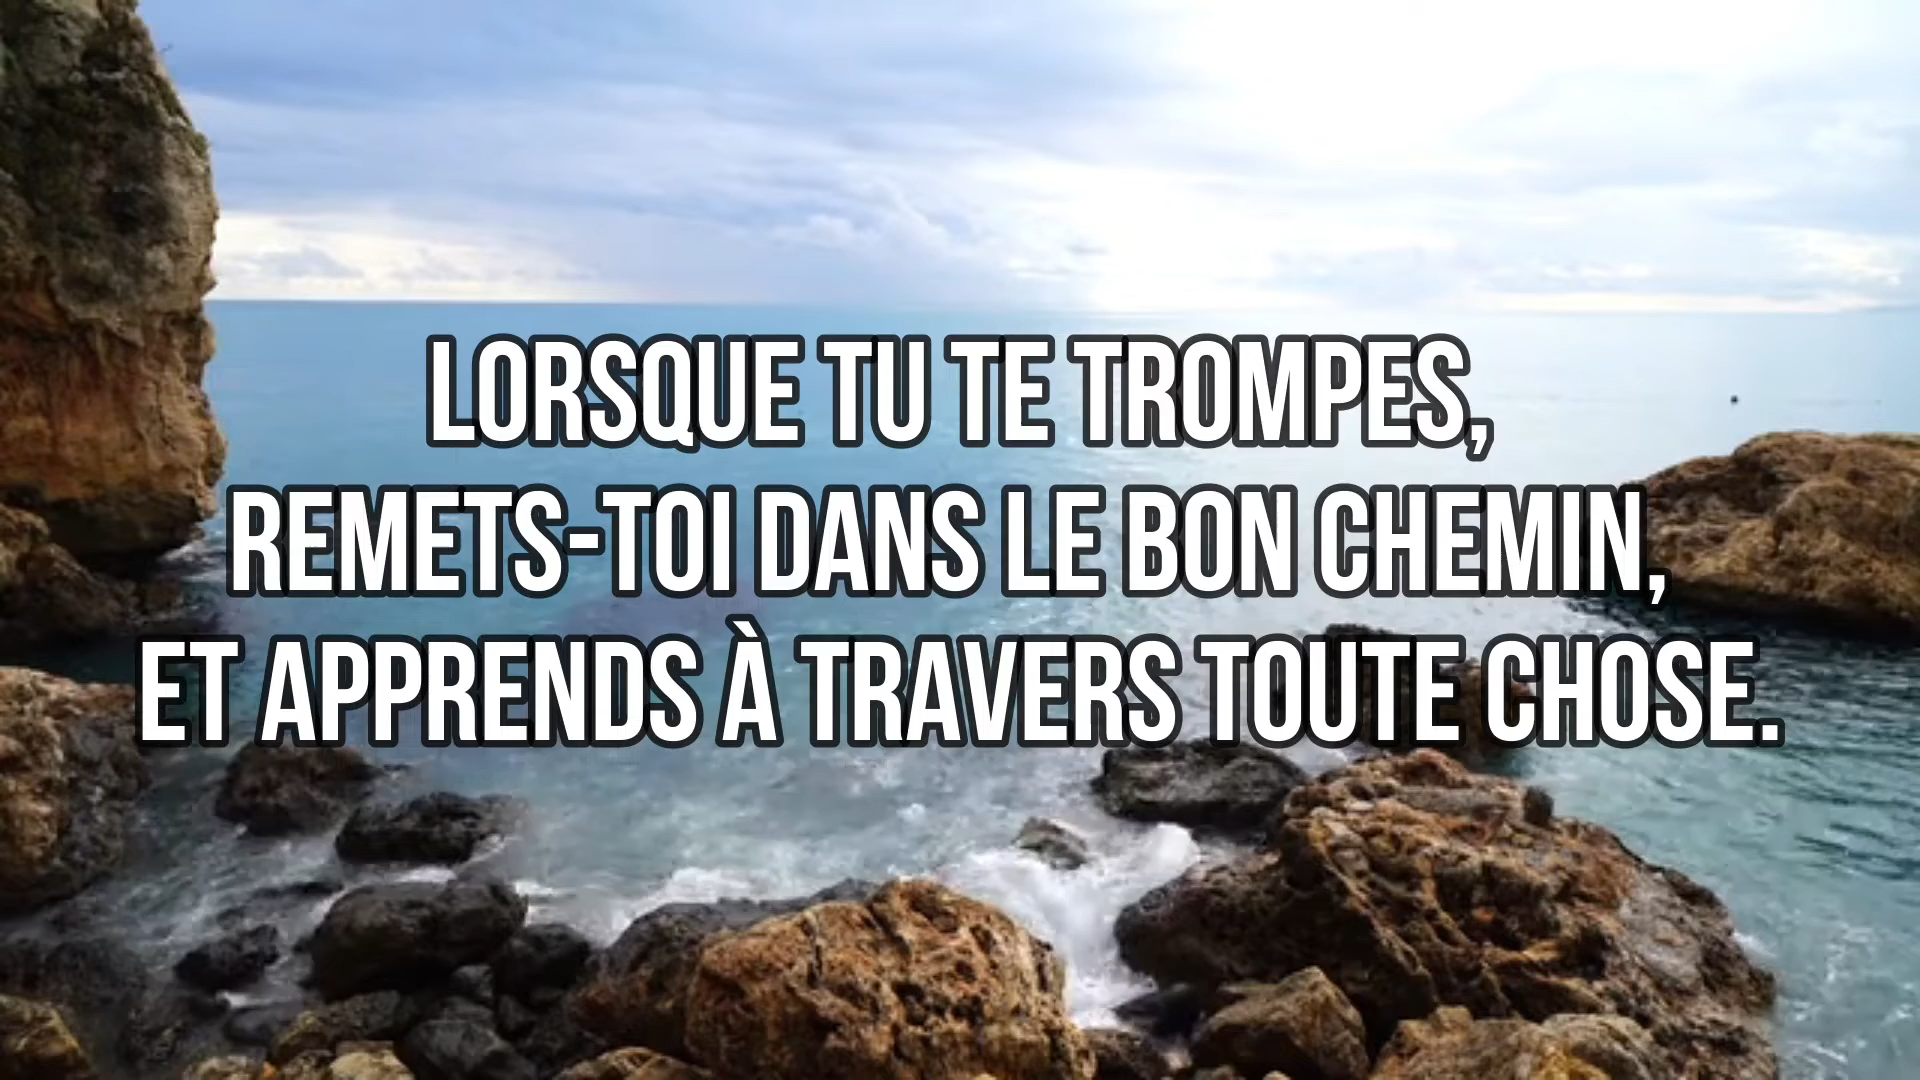 LORSQUE TU TE TROMPES,
REMETS-TOI DANS LE BON CHEMIN,
ET APPRENDS À TRAVERS TOUTE CHOSE.